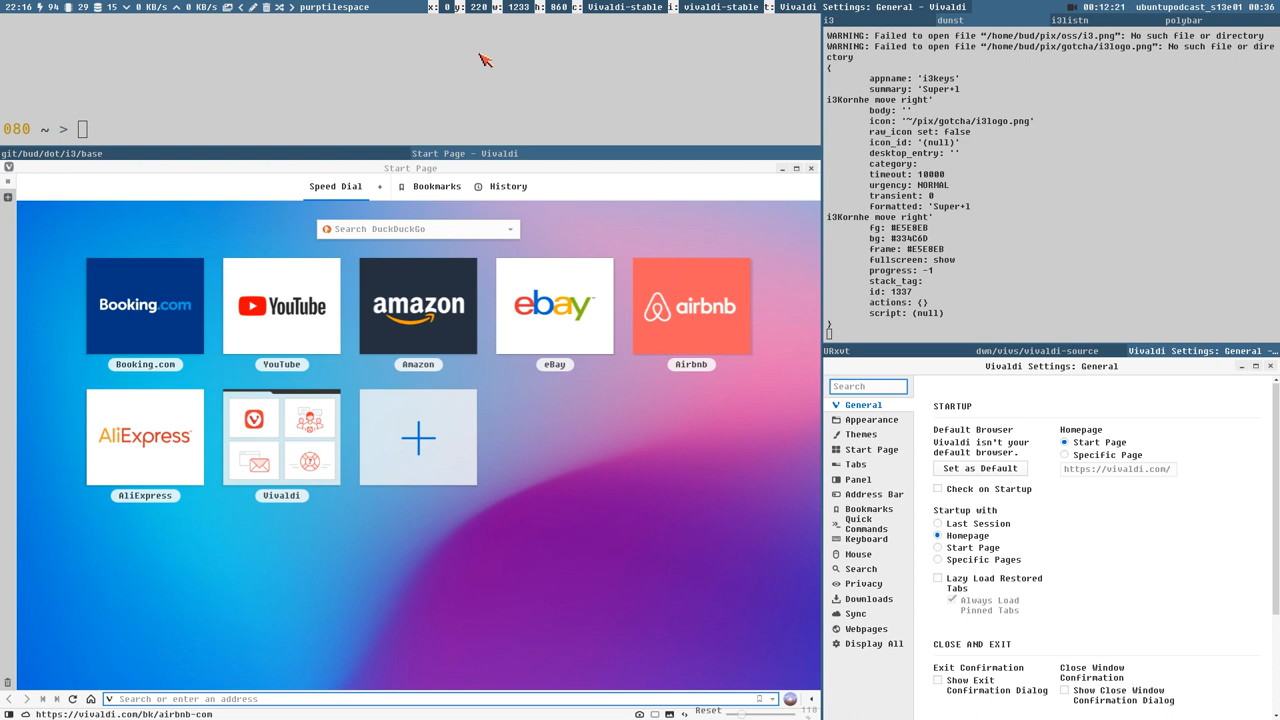 22:16 94 29 15 0 KB/s 0 KB/s purptilespace x: 0 y: 220 w: 1233 h: 860 c: Vivaldi-stable i: vivaldi-stable t: Vivaldi Settings: General - Vivaldi 00:12:21 ubuntupodcast_s13e01 00:36
080 ~ >
git/bud/dot/i3/base Start Page - Vivaldi
Start Page
Speed Dial + Bookmarks History
Search DuckDuckGo
Booking.com YouTube amazon ebay airbnb
Booking.com YouTube Amazon eBay Airbnb
AliExpress
AliExpress Vivaldi
Search or enter an address
https://vivaldi.com/bk/airbnb-com Reset
i3 dunst i3listn polybar
WARNING: Failed to open file “/home/bud/pix/oss/i3.png”: No such file or directory
WARNING: Failed to open file “/home/bud/pix/gotcha/i3logo.png”: No such file or dire
ctory
{
appname: 'i3keys'
summary: 'Super+l
i3Kornhe move right'
body: ''
icon: '~/pix/gotcha/i3logo.png'
raw_icon set: false
icon_id: '(null)'
desktop_entry: ''
category:
timeout: 10000
urgency: NORMAL
transient: 0
formatted: 'Super+l
i3Kornhe move right'
fg: #E5E8EB
bg: #334C6D
frame: #E5E8EB
fullscreen: show
progress: -1
stack_tag:
id: 1337
actions: {}
script: (null)
}
URxvt dwn/vivs/vivaldi-source Vivaldi Settings: General -…
Vivaldi Settings: General
Search
General
Appearance
Themes
Start Page
Tabs
Panel
Address Bar
Bookmarks
Quick
Commands
Keyboard
Mouse
Search
Privacy
Downloads
Sync
Webpages
Display All
STARTUP
Default Browser
Vivaldi isn't your
default browser.
Set as Default
Check on Startup
Homepage
Start Page
Specific Page
https://vivaldi.com/
Startup with
Last Session
Homepage
Start Page
Specific Pages
Lazy Load Restored
Tabs
Always Load
Pinned Tabs
CLOSE AND EXIT
Exit Confirmation
Show Exit
Confirmation Dialog
Close Window
Confirmation
Show Close Window
Confirmation Dialog